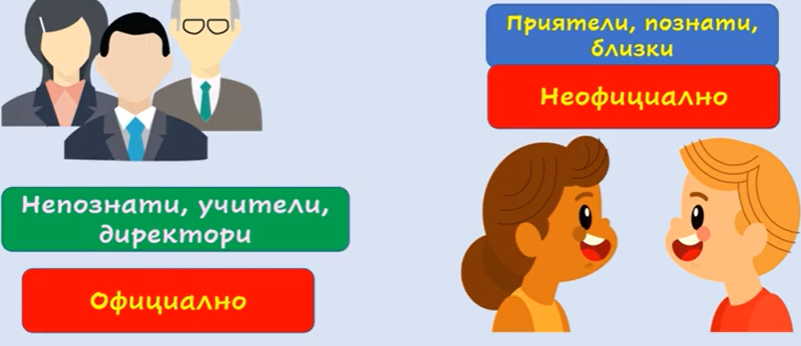 Приятели, познати,
близки
Неофициално
Непознати, учители,
директори
Официално